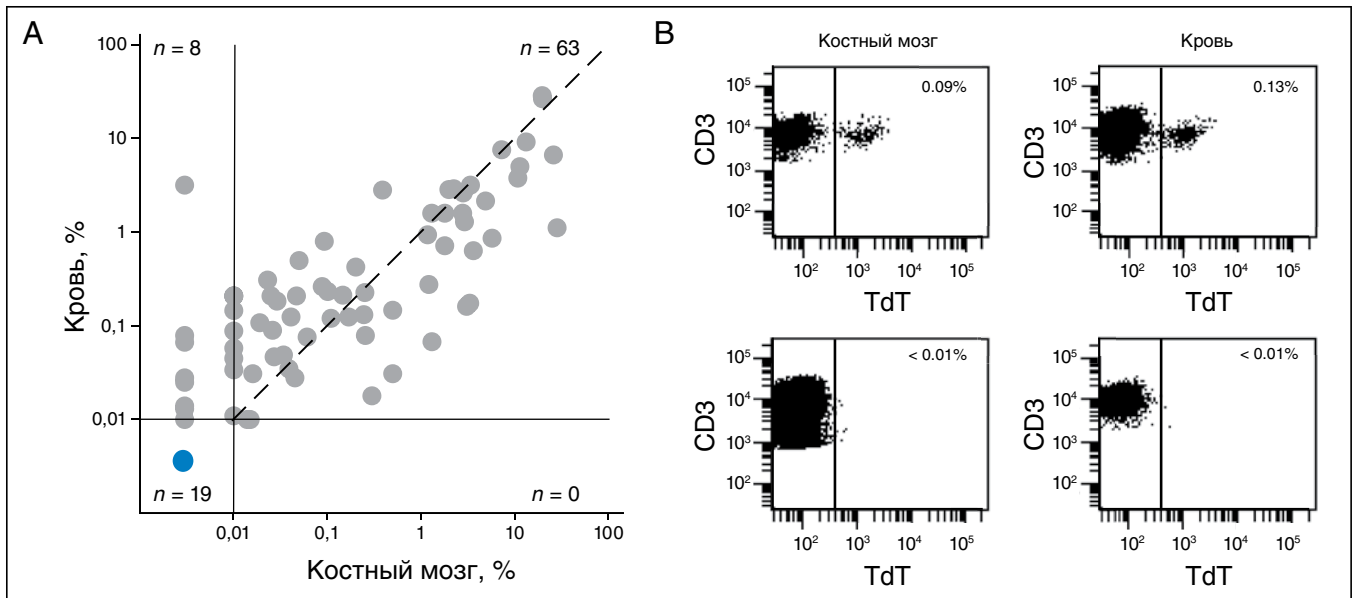 A
n = 8
n = 63
100
10
1
0,1
0,01
Кровь, %
n = 19
n = 0
0,01
0,1
1
10
100
Костный мозг, %
B
Костный мозг
Кровь
0.09%
10⁵
10⁴
10³
10²
CD3
10²
10³
10⁴
10⁵
TdT
0.13%
10⁵
10⁴
10³
10²
CD3
10²
10³
10⁴
10⁵
TdT
< 0.01%
10⁵
10⁴
10³
10²
CD3
10²
10³
10⁴
10⁵
TdT
< 0.01%
10⁵
10⁴
10³
10²
CD3
10²
10³
10⁴
10⁵
TdT